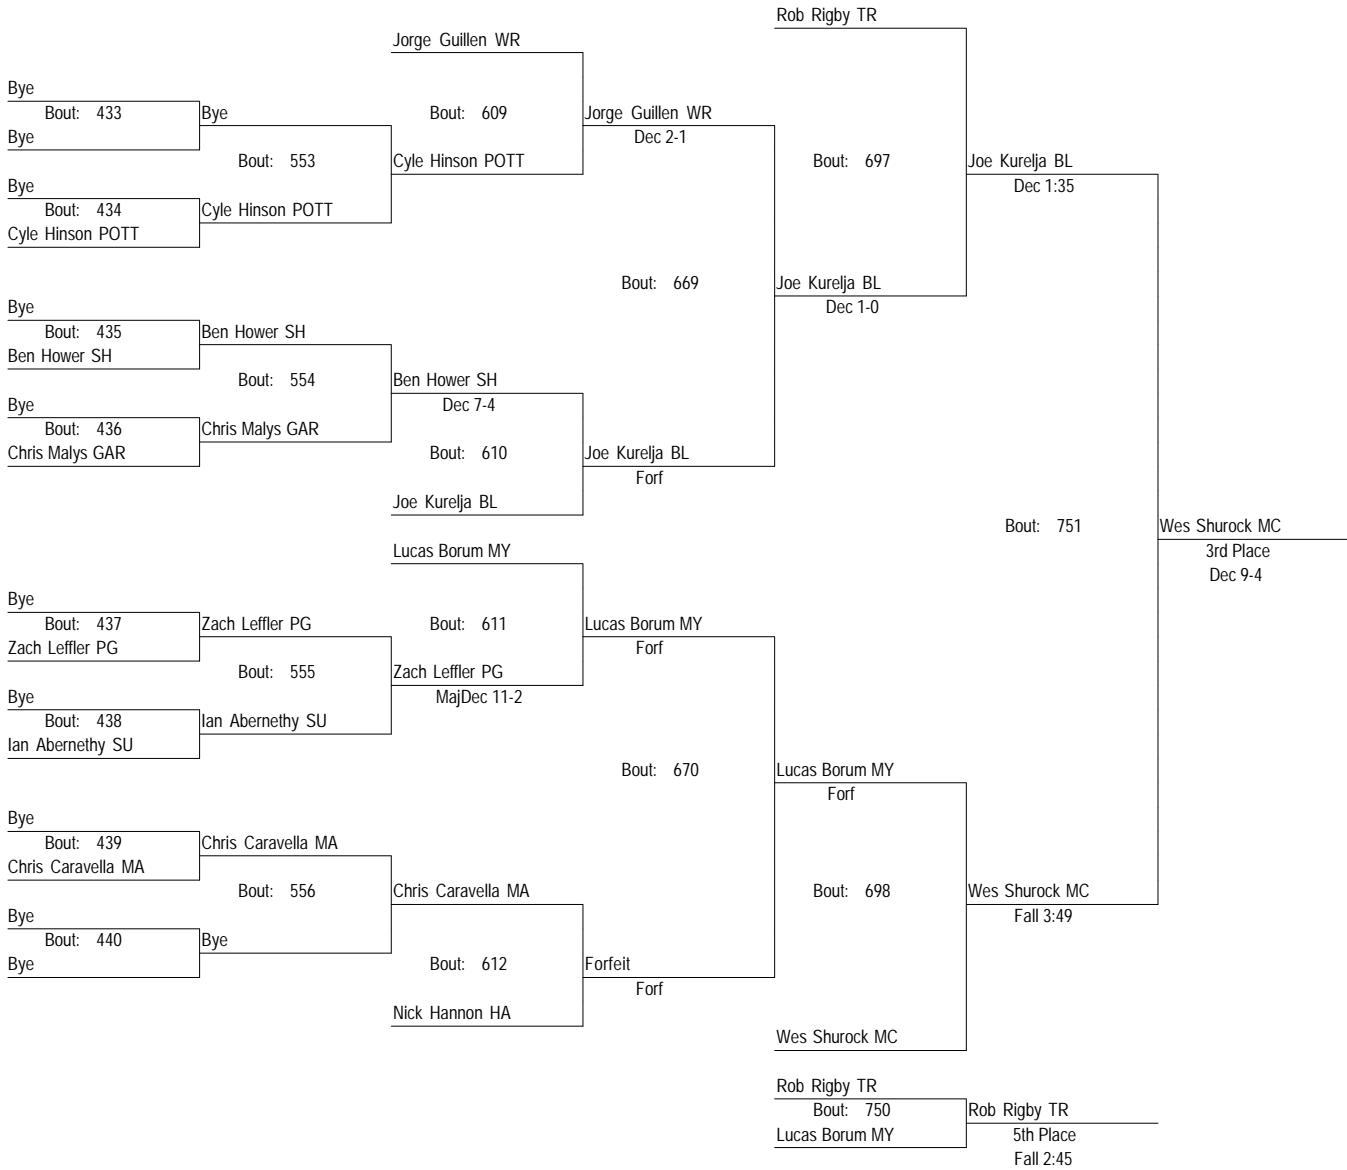 Rob Rigby TR
Jorge Guillen WR
Bye
Bout: 433
Bye
Bout: 609
Jorge Guillen WR
Bye
Dec 2-1
Bout: 553
Cyle Hinson POTT
Bout: 697
Joe Kurelja BL
Bye
Dec 1:35
Bout: 434
Cyle Hinson POTT
Cyle Hinson POTT
Bout: 669
Joe Kurelja BL
Bye
Dec 1-0
Bout: 435
Ben Hower SH
Ben Hower SH
Bout: 554
Ben Hower SH
Bye
Dec 7-4
Bout: 436
Chris Malys GAR
Chris Malys GAR
Bout: 610
Joe Kurelja BL
Forf
Joe Kurelja BL
Bout: 751
Wes Shurock MC
Lucas Borum MY
3rd Place
Dec 9-4
Bye
Bout: 437
Zach Leffler PG
Bout: 611
Lucas Borum MY
Zach Leffler PG
Forf
Bout: 555
Zach Leffler PG
Bye
MajDec 11-2
Bout: 438
Ian Abernethy SU
Ian Abernethy SU
Bout: 670
Lucas Borum MY
Forf
Bye
Bout: 439
Chris Caravella MA
Chris Caravella MA
Bout: 556
Chris Caravella MA
Bout: 698
Wes Shurock MC
Bye
Fall 3:49
Bout: 440
Bye
Bye
Bout: 612
Forfeit
Forf
Nick Hannon HA
Wes Shurock MC
Rob Rigby TR
Bout: 750
Rob Rigby TR
Lucas Borum MY
5th Place
Fall 2:45